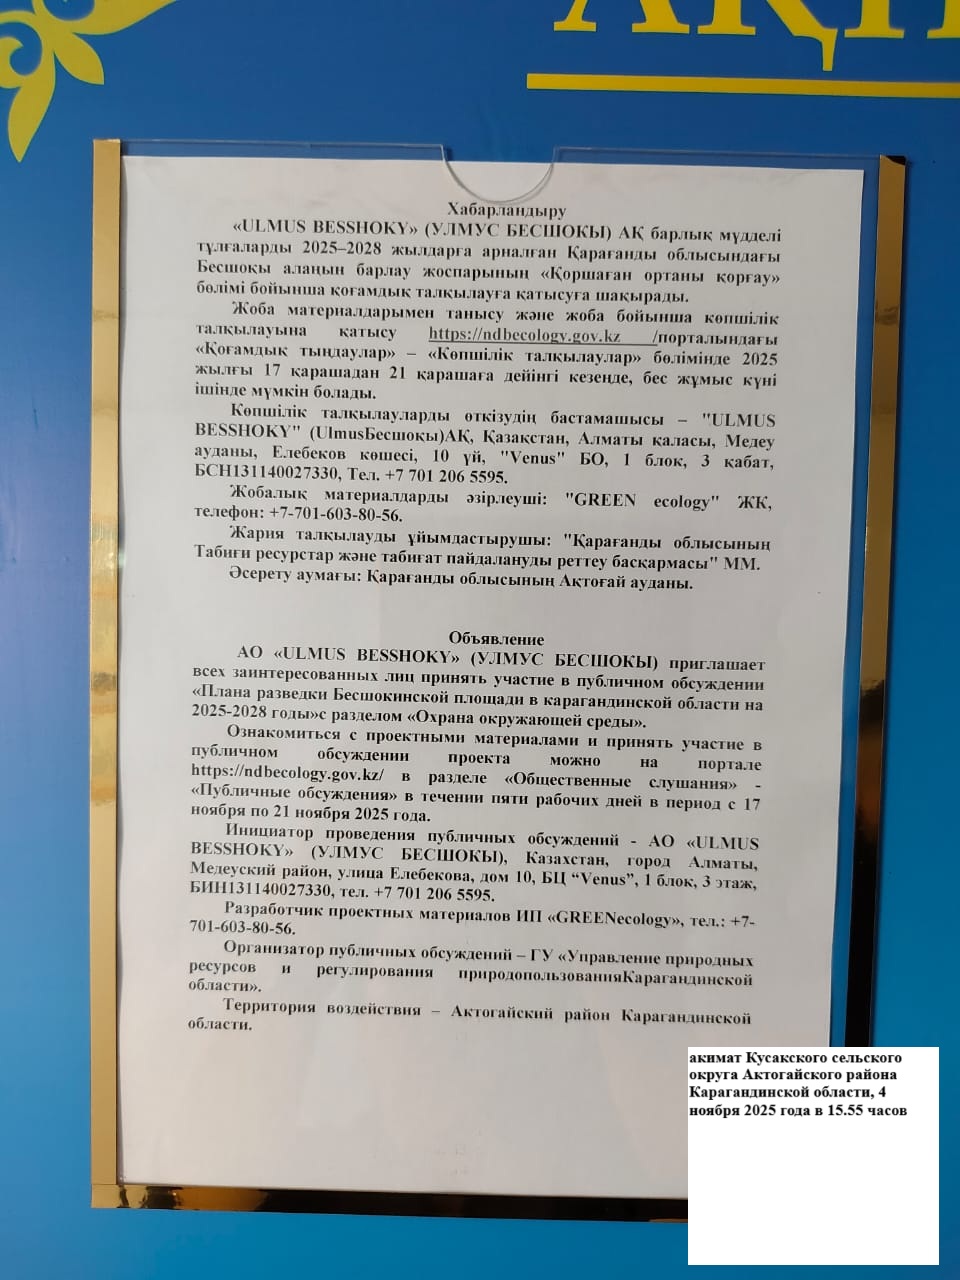 Хабарландыру
«ULMUS BESSHOKY» (УЛМУС БЕСШОКЫ) АҚ барлық мүдделі
тұлғаларды 2025–2028 жылдарға арналған Қарағанды облысындағы
Бесшоқы алаңын барлау жоспарының «Қоршаған ортаны қорғау»
бөлімі бойынша қоғамдық талқылауға қатысуға шақырады.
Жоба материалдарымен танысу және жоба бойынша көпшілік
талқылауына қатысу https://ndbecology.gov.kz /порталындағы
«Қоғамдық тыңдаулар» – «Көпшілік талқылаулар» бөлімінде 2025
жылғы 17 қарашадан 21 қарашаға дейінгі кезеңде, бес жұмыс күні
ішінде мүмкін болады.
Көпшілік талқылауларды өткізудің бастамашысы – "ULMUS
BESSHOKY" (UlmusБесшоқы)АҚ, Қазақстан, Алматы қаласы, Медеу
ауданы, Елебеков көшесі, 10 үй, "Venus" БО, 1 блок, 3 қабат,
БСН131140027330, Тел. +7 701 206 5595.
Жобалық материалдарды әзірлеуші: "GREEN ecology" ЖК,
телефон: +7-701-603-80-56.
Жария талқылауды ұйымдастырушы: "Қарағанды облысының
Табиғи ресурстар және табиғат пайдалануды реттеу басқармасы" ММ.
Әсерету аумағы: Қарағанды облысының Ақтоғай ауданы.
Объявление
АО «ULMUS BESSHOKY» (УЛМУС БЕСШОКЫ) приглашает
всех заинтересованных лиц принять участие в публичном обсуждении
«Плана разведки Бесшокинской площади в карагандинской области на
2025-2028 годы»с разделом «Охрана окружающей среды».
Ознакомиться с проектными материалами и принять участие в
публичном обсуждении проекта можно на портале
https://ndbecology.gov.kz/ в разделе «Общественные слушания» -
«Публичные обсуждения» в течении пяти рабочих дней в период с 17
ноября по 21 ноября 2025 года.
Инициатор проведения публичных обсуждений - АО «ULMUS
BESSHOKY» (УЛМУС БЕСШОКЫ), Казахстан, город Алматы,
Медеуский район, улица Елебекова, дом 10, БЦ “Venus”, 1 блок, 3 этаж,
БИН131140027330, тел. +7 701 206 5595.
Разработчик проектных материалов ИП «GREENecology», тел.: +7-
701-603-80-56.
Организатор публичных обсуждений – ГУ «Управление природных
ресурсов и регулирования природопользованияКарагандинской
области».
Территория воздействия – Актогайский район Карагандинской
области.
акимат Кусакского сельского
округа Актогайского района
Карагандинской области, 4
ноября 2025 года в 15.55 часов